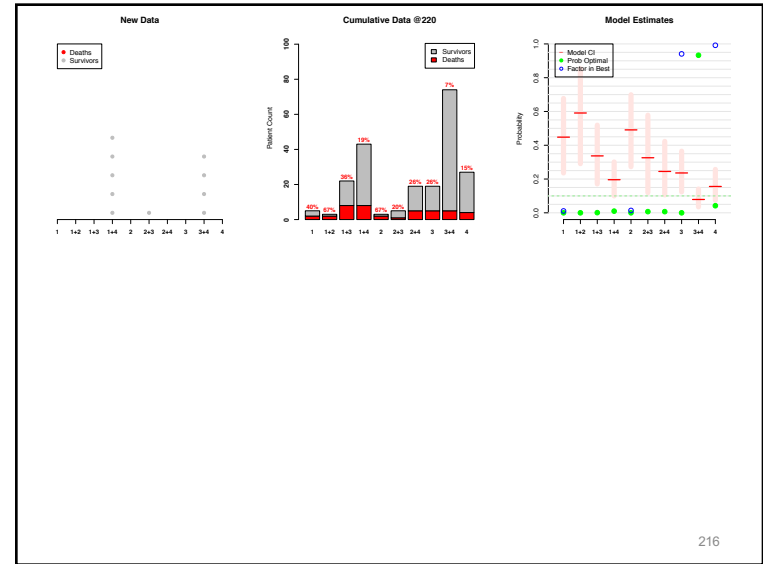 New Data
Deaths
Survivors
1 1+2 1+3 1+4 2 2+3 2+4 3 3+4 4
Cumulative Data @220
Patient Count
100
80
60
40
20
0
Survivors
Deaths
40% 67% 36% 19% 67% 20% 26% 26% 7% 15%
1 1+2 1+3 1+4 2 2+3 2+4 3 3+4 4
Model Estimates
Probability
1.0
0.8
0.6
0.4
0.2
0.0
Model CI
Prob Optimal
Factor in Best
1 1+2 1+3 1+4 2 2+3 2+4 3 3+4 4
216